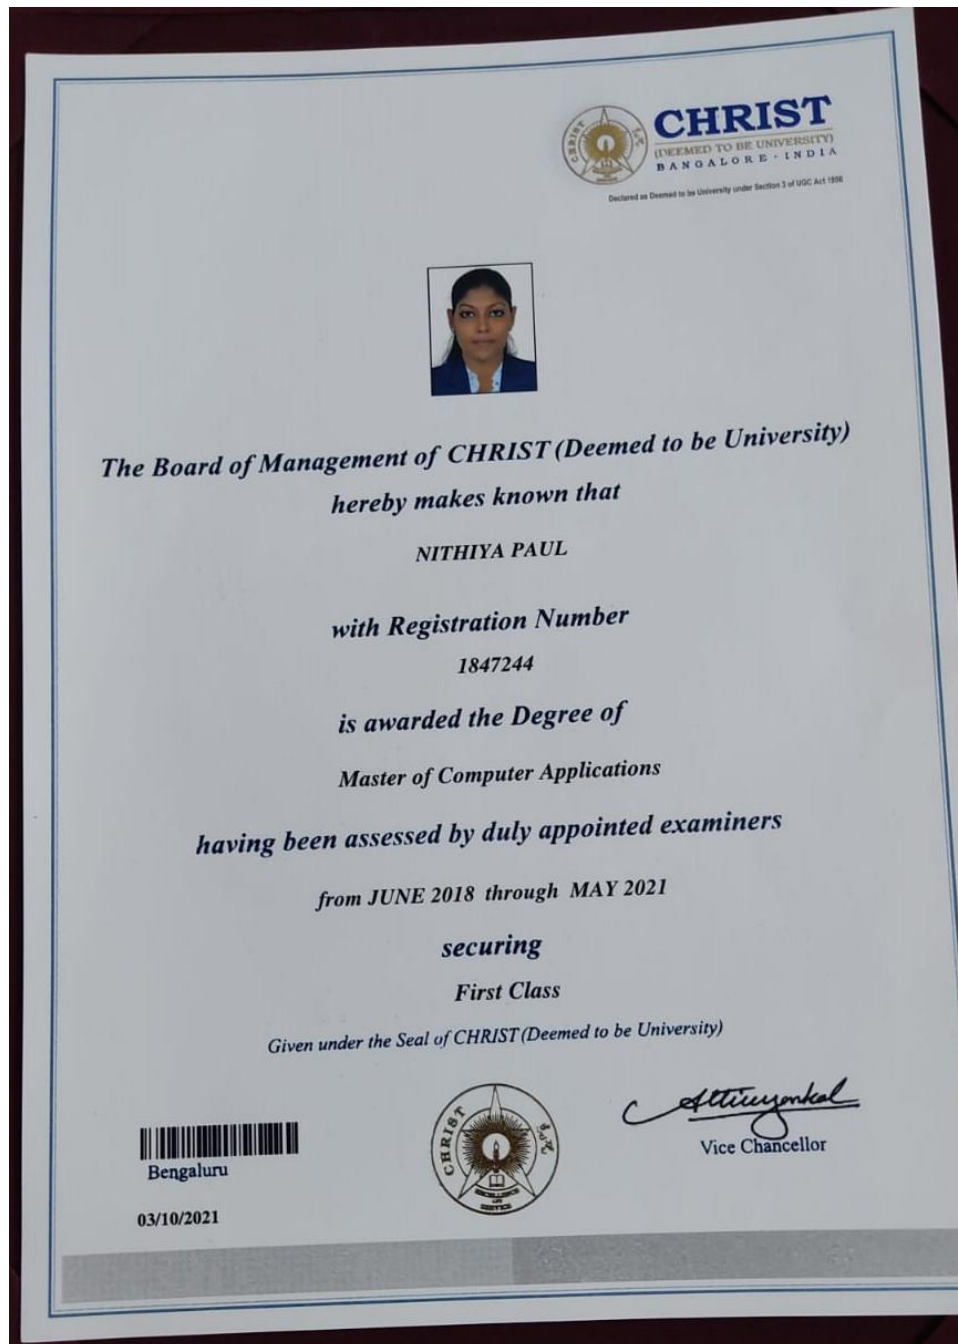 CHRIST
CHRIST
(DEEMED TO BE UNIVERSITY)
BANGALORE · INDIA
Declared as Deemed to be University under Section 3 of UGC Act 1956
The Board of Management of CHRIST (Deemed to be University)
hereby makes known that
NITHIYA PAUL
with Registration Number
1847244
is awarded the Degree of
Master of Computer Applications
having been assessed by duly appointed examiners
from JUNE 2018 through MAY 2021
securing
First Class
Given under the Seal of CHRIST (Deemed to be University)
CHRIST
EXCELLENCE
AND
SERVICE
Vice Chancellor
Bengaluru
03/10/2021